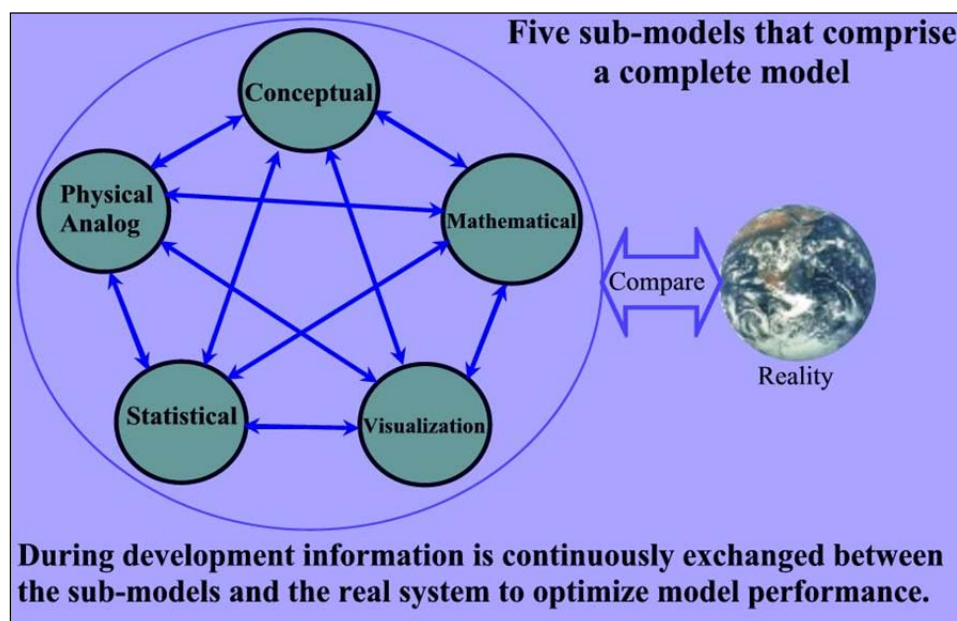 Five sub-models that comprise
a complete model
Conceptual
Physical
Analog
Mathematical
Compare
Reality
Statistical
Visualization
During development information is continuously exchanged between
the sub-models and the real system to optimize model performance.